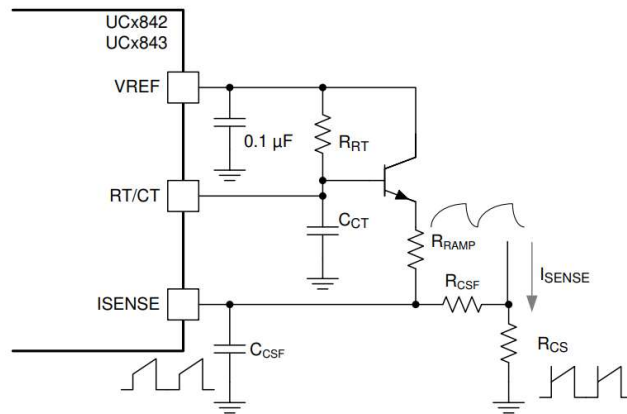 UCx842
UCx843
VREF
0.1 µF
RRT
RT/CT
CCT
RRAMP
RCSF
ISENSE
ISENSE
CCSF
RCS